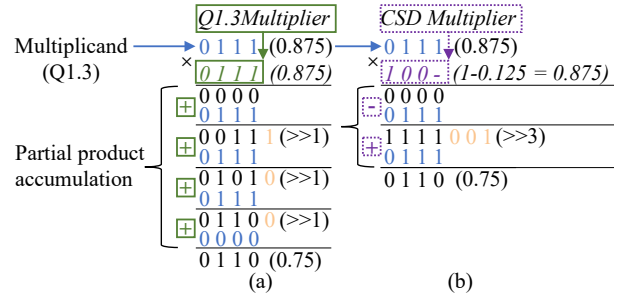 Q1.3Multiplier CSD Multiplier
Multiplicand 0 1 1 1 (0.875) 0 1 1 1 (0.875)
(Q1.3) × 0 1 1 1 (0.875) × 1 0 0 - (1-0.125 = 0.875)
0 0 0 0 0 0 0 0
+ 0 1 1 1 - 0 1 1 1
0 0 1 1 1 (>>1) 1 1 1 1 0 0 1 (>>3)
+ 0 1 1 1 + 0 1 1 1
Partial product accumulation
0 1 0 1 0 (>>1) 0 1 1 0 (0.75)
+ 0 1 1 1
0 1 1 0 0 (>>1)
+ 0 0 0 0
0 1 1 0 (0.75)
(a) (b)